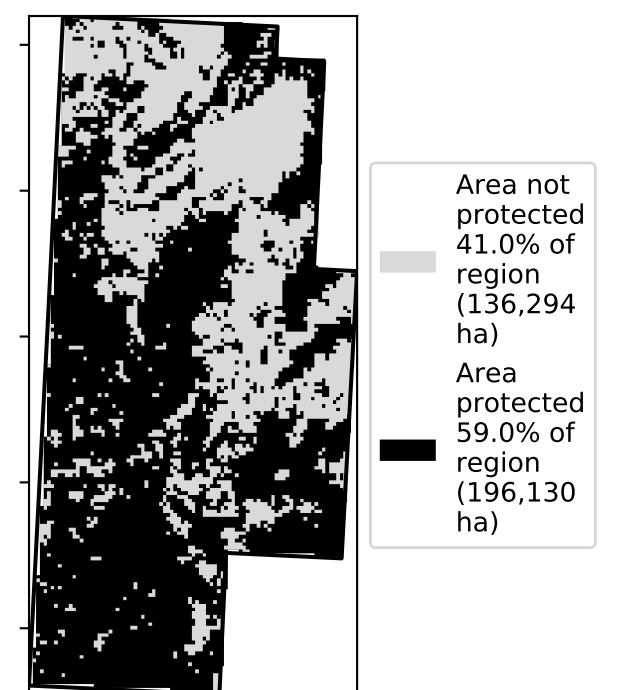 Area not
protected
41.0% of
region
(136,294
ha)
Area
protected
59.0% of
region
(196,130
ha)